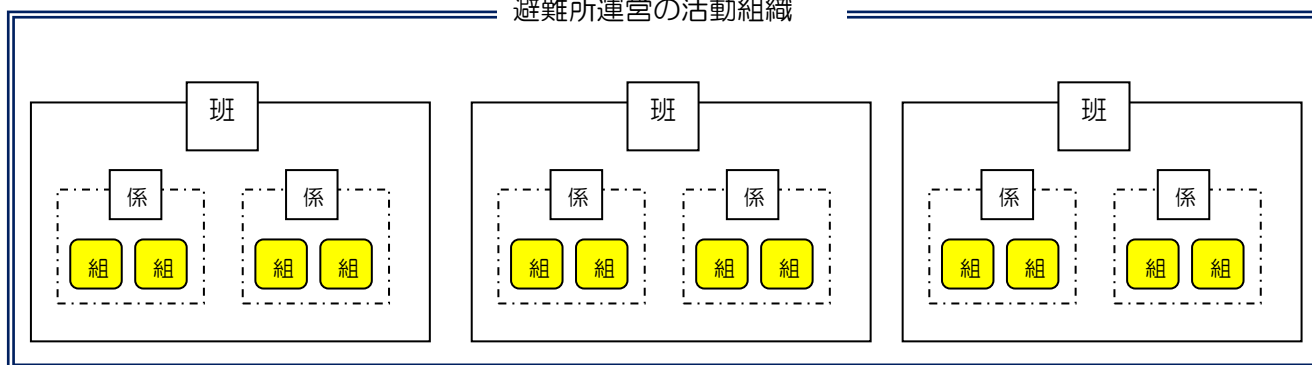 避難所運営の活動組織
班 班 班
係 係 係 係 係 係
組 組 組 組 組 組 組 組 組 組 組 組